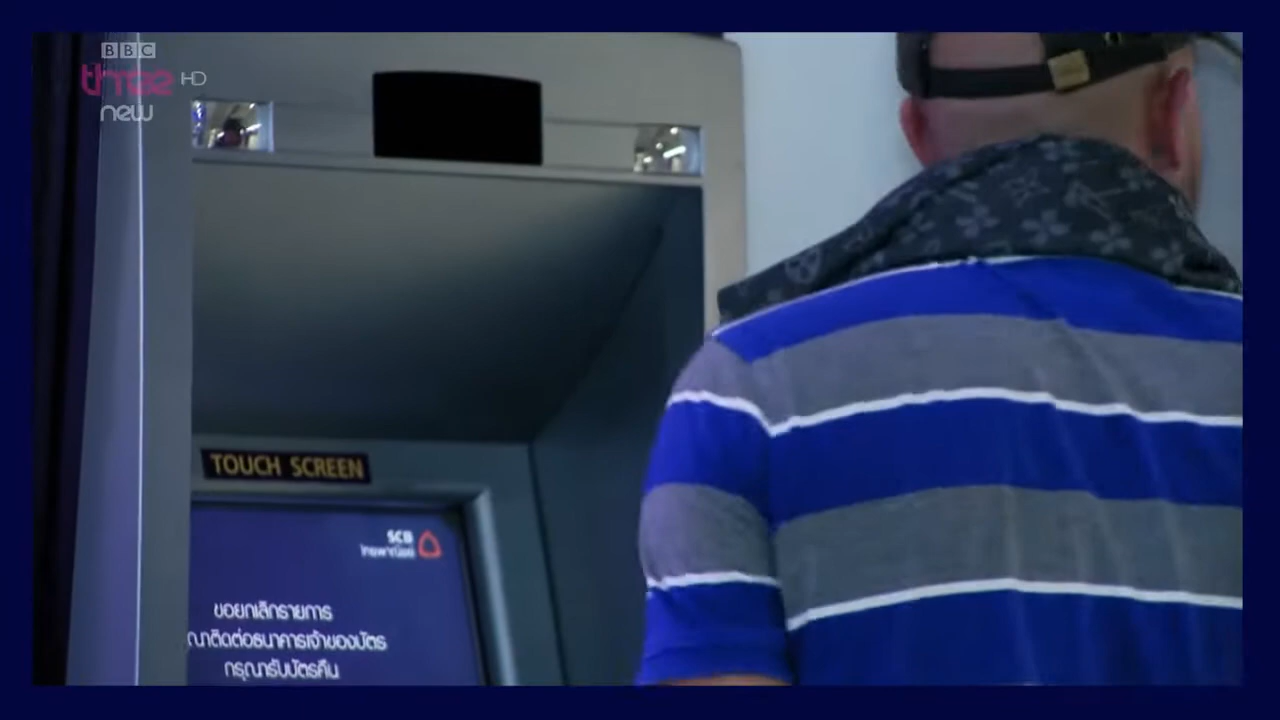 BBC
three HD
new
TOUCH SCREEN
SCB
ไทยพาณิชย์
ขอยกเลิกรายการ
ณาติดต่อธนาคารเจ้าของบัตร
กรุณารับบัตรคืน